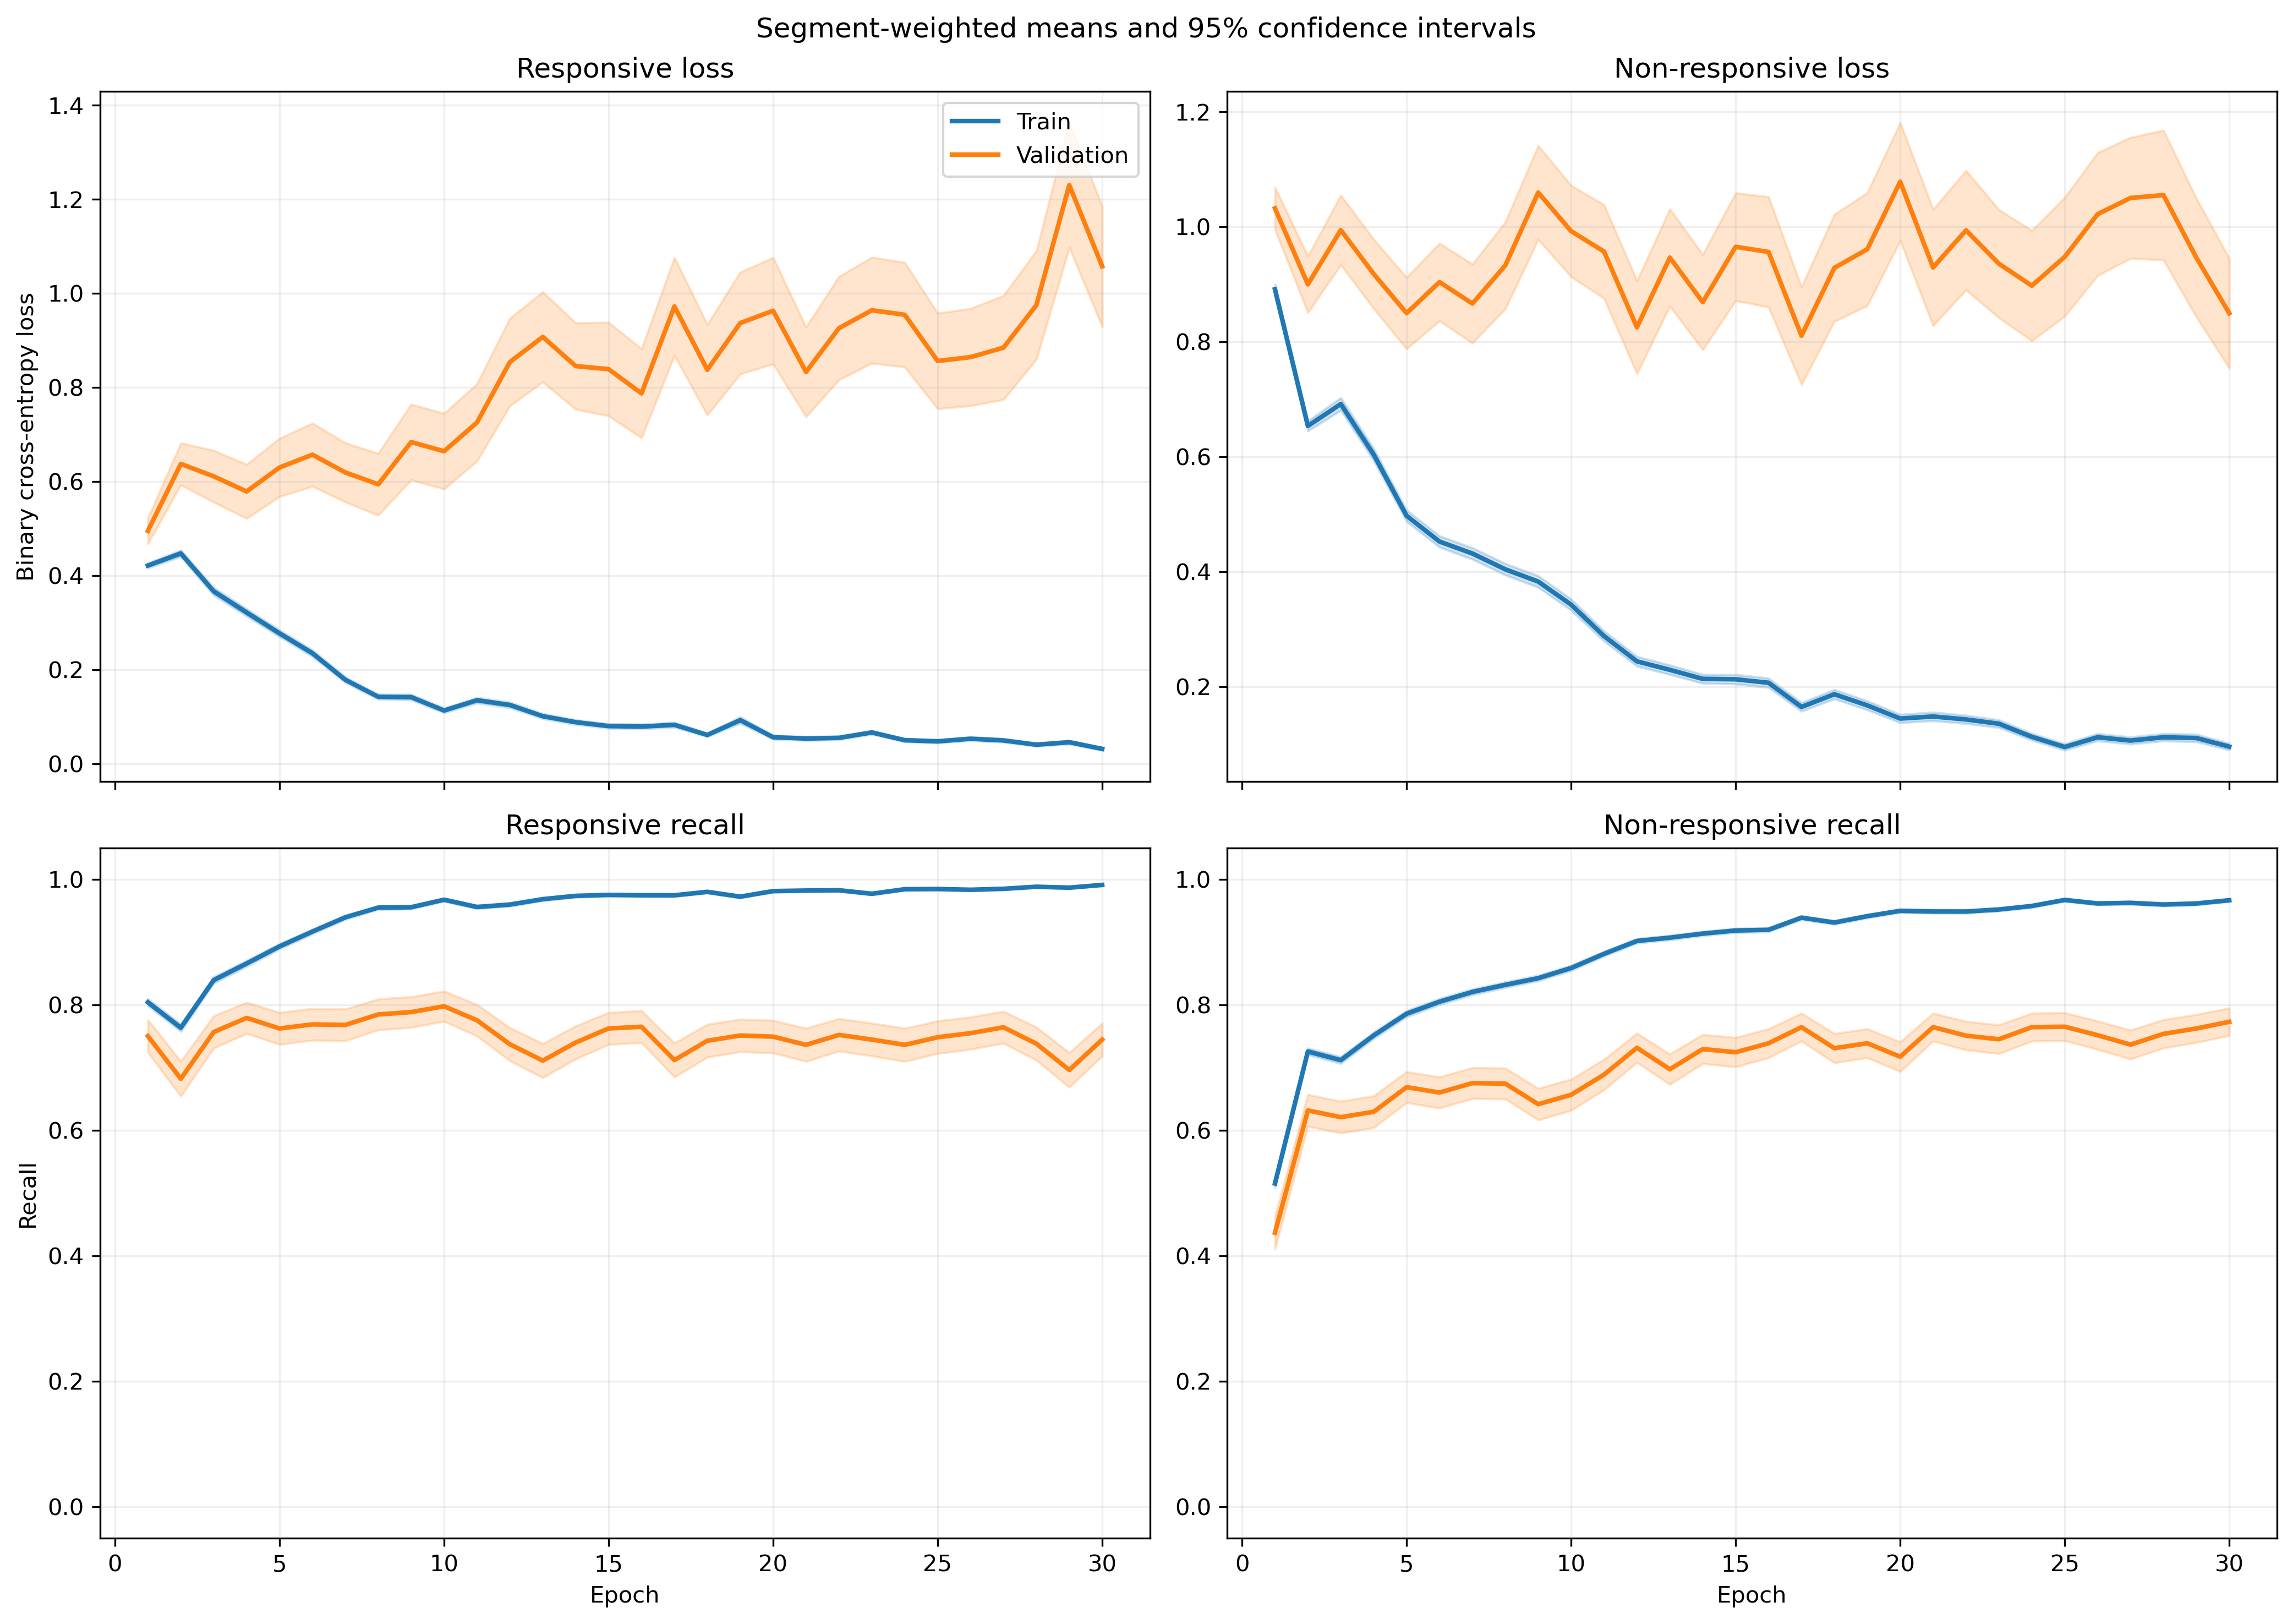 Segment-weighted means and 95% confidence intervals
Responsive loss
Non-responsive loss
Binary cross-entropy loss
1.4
1.2
1.0
0.8
0.6
0.4
0.2
0.0
Train
Validation
1.2
1.0
0.8
0.6
0.4
0.2
Responsive recall
Non-responsive recall
Recall
1.0
0.8
0.6
0.4
0.2
0.0
0 5 10 15 20 25 30
Epoch
1.0
0.8
0.6
0.4
0.2
0.0
0 5 10 15 20 25 30
Epoch